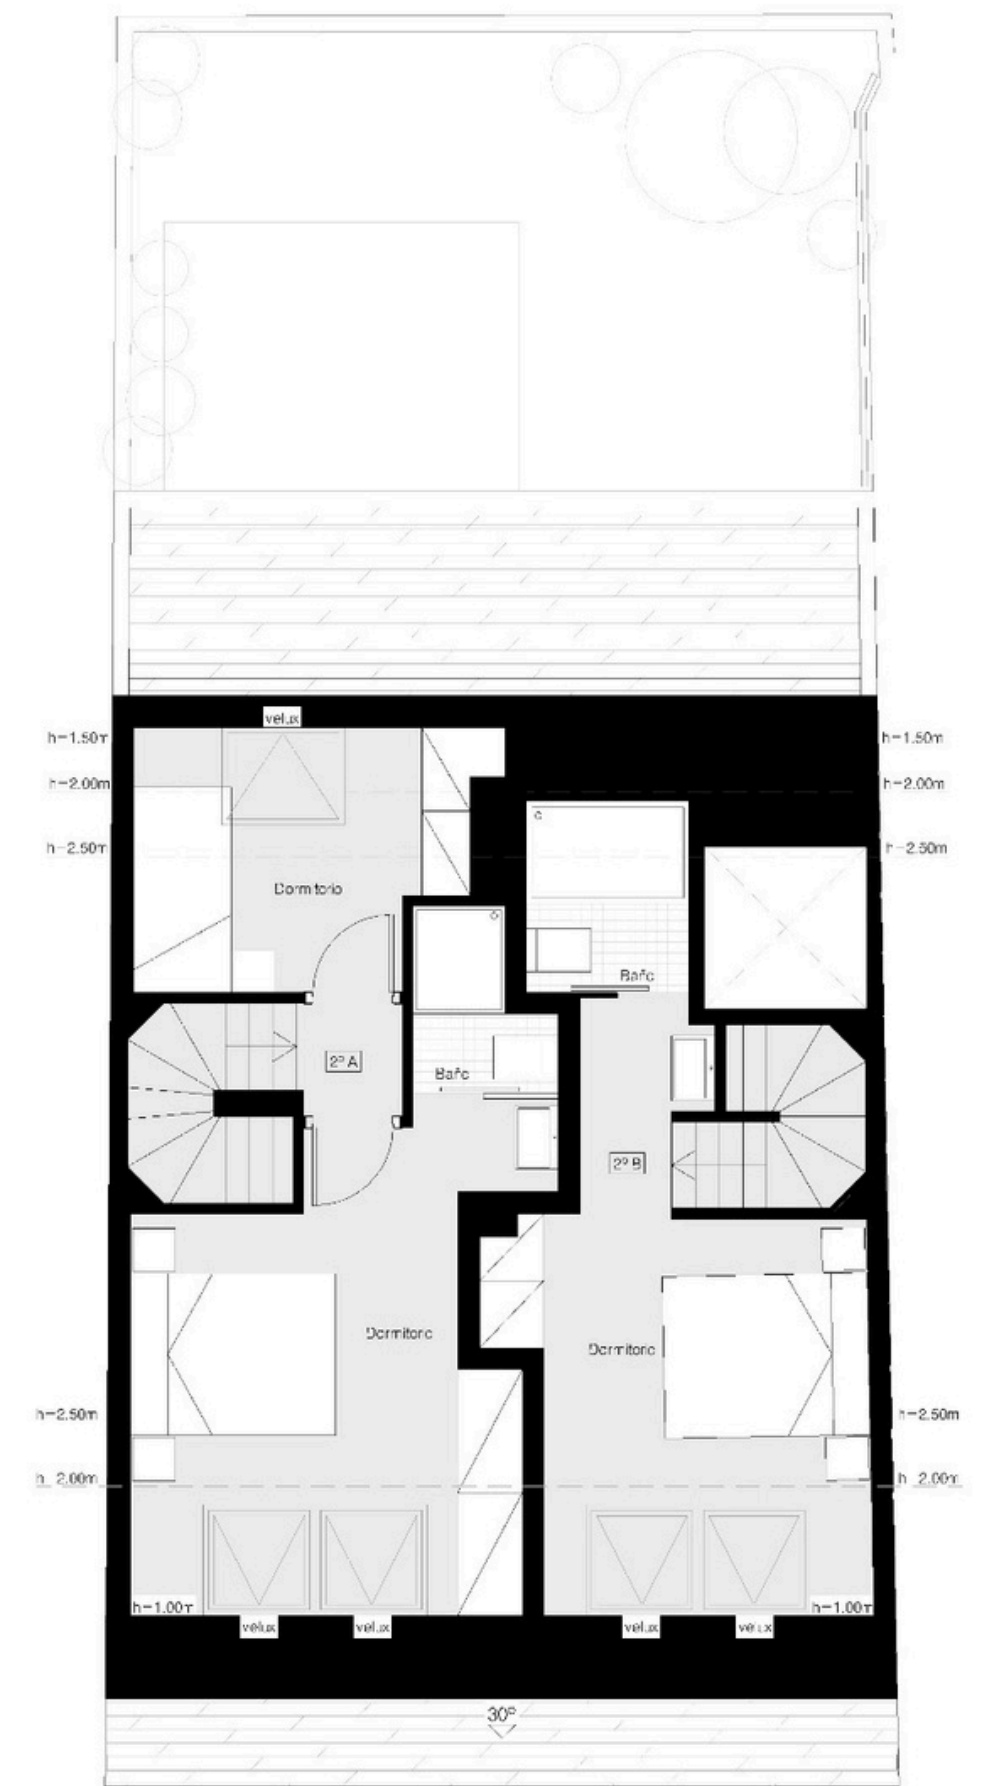 velux
h=1.50m
h=1.50m
h=2.00m
h=2.00m
h=2.50m
h=2.50m
Dormitorio
Baño
2º A
Baño
2º B
Dormitorio
Dormitorio
h=2.50m
h=2.50m
h=2.00m
h=2.00m
h=1.00m
h=1.00m
velux
velux
velux
velux
30º